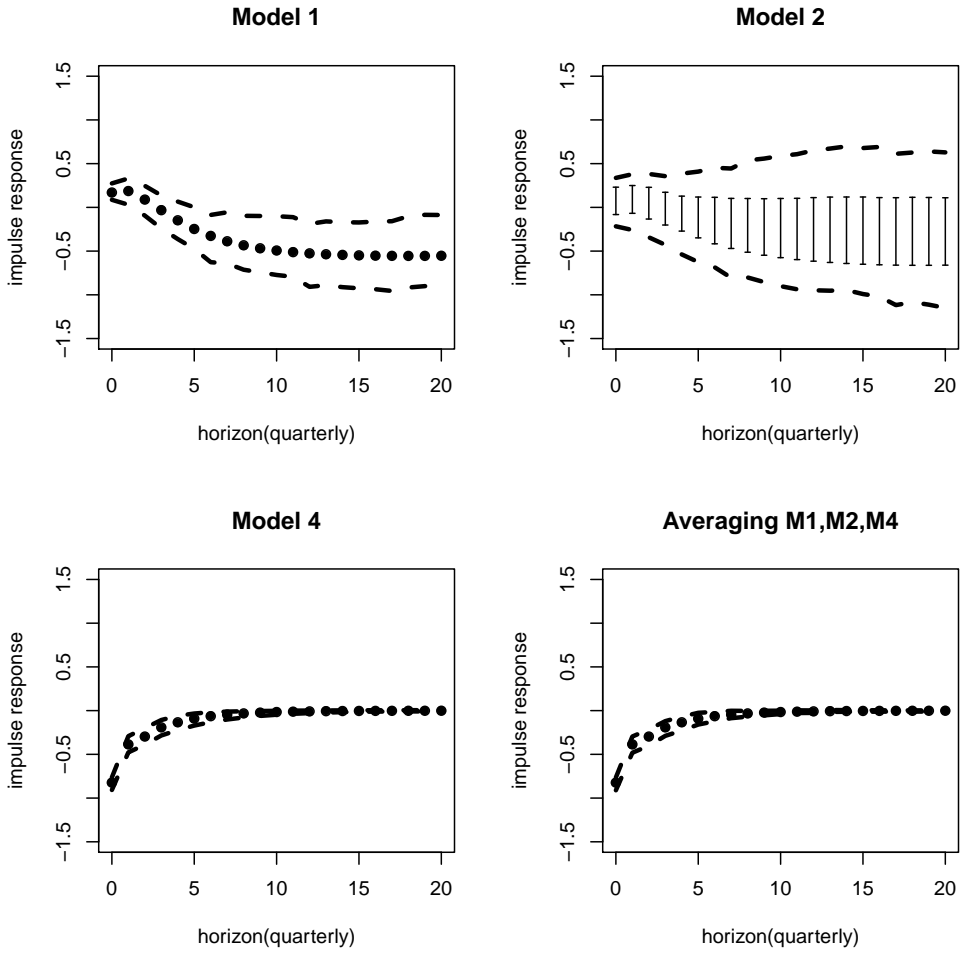 Model 1
1.5
0.5
−0.5
−1.5
impulse response
0 5 10 15 20
horizon(quarterly)
Model 2
1.5
0.5
−0.5
−1.5
impulse response
0 5 10 15 20
horizon(quarterly)
Model 4
1.5
0.5
−0.5
−1.5
impulse response
0 5 10 15 20
horizon(quarterly)
Averaging M1,M2,M4
1.5
0.5
−0.5
−1.5
impulse response
0 5 10 15 20
horizon(quarterly)